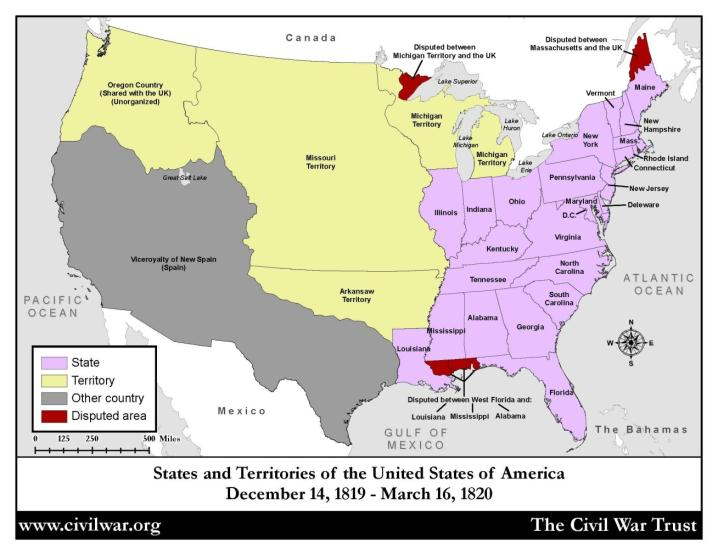 Canada
Disputed between
Michigan Territory and the UK
Disputed between
Massachusetts and the UK
Oregon Country
(Shared with the UK)
(Unorganized)
Lake Superior
Maine
Vermont
Michigan
Territory
Lake
Huron
New
Hampshire
Lake
Michigan
Lake Ontario
New
York
Mass.
Missouri
Territory
Michigan
Territory
Lake
Erie
Rhode Island
Connecticut
Great Salt Lake
Pennsylvania
New Jersey
Illinois
Indiana
Ohio
Maryland
Deleware
D.C.
Virginia
Viceroyalty of New Spain
(Spain)
Kentucky
North
Carolina
Tennessee
ATLANTIC
OCEAN
Arkansaw
Territory
South
Carolina
PACIFIC
OCEAN
Mississippi
Alabama
Georgia
N
W
E
S
Louisiana
State
Territory
Other country
Disputed area
Florida
Disputed between West Florida and:
Louisiana Mississippi Alabama
Mexico
GULF OF
MEXICO
The Bahamas
0 125 250 500 Miles
States and Territories of the United States of America
December 14, 1819 - March 16, 1820
www.civilwar.org
The Civil War Trust